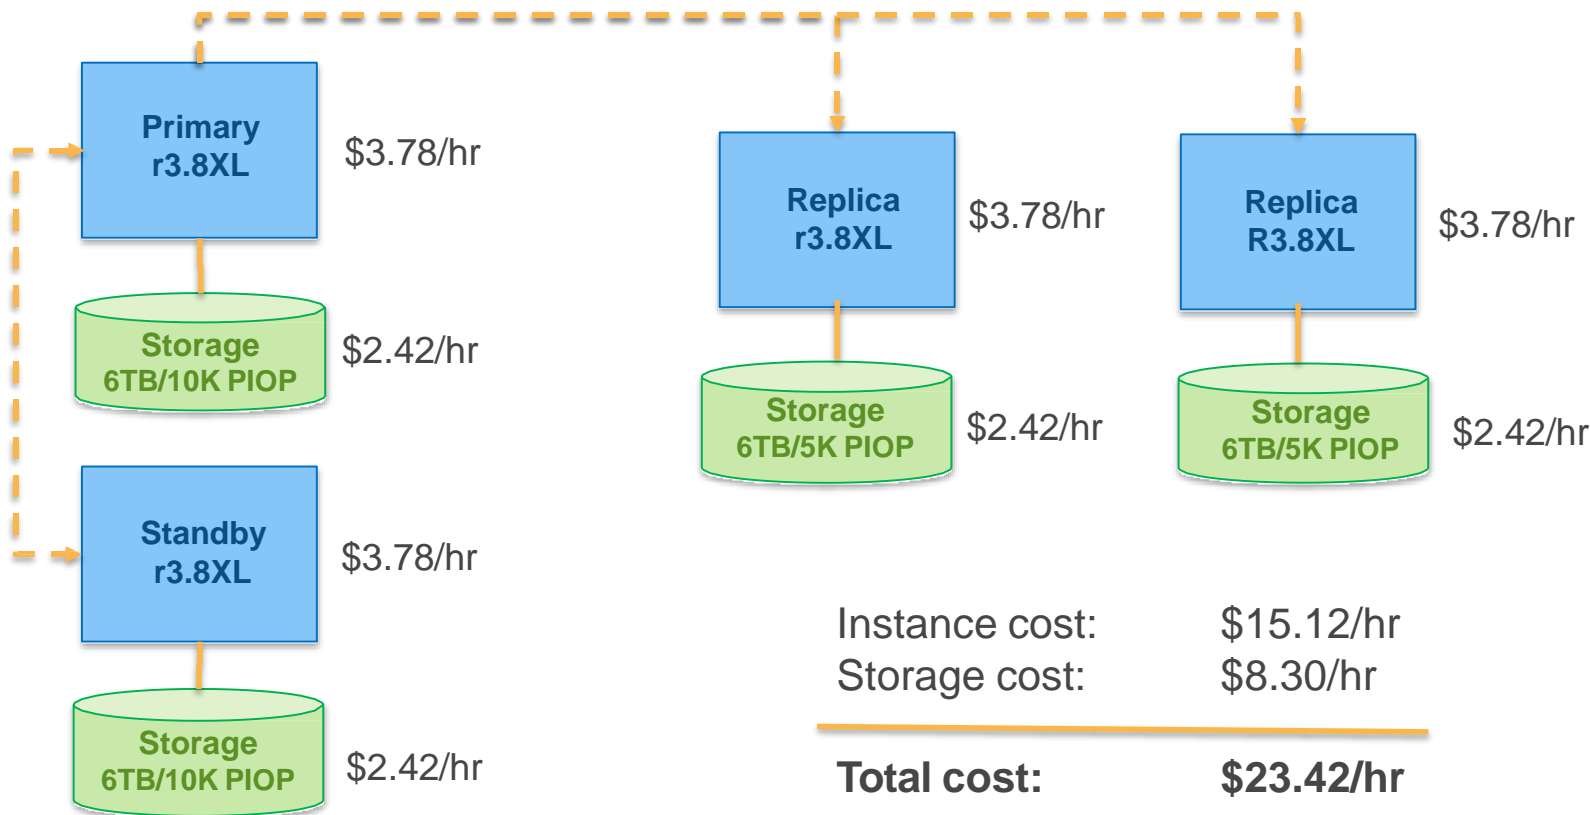 Primary
r3.8XL
$3.78/hr
Storage
6TB/10K PIOP
$2.42/hr
Standby
r3.8XL
$3.78/hr
Storage
6TB/10K PIOP
$2.42/hr
Replica
r3.8XL
$3.78/hr
Storage
6TB/5K PIOP
$2.42/hr
Replica
R3.8XL
$3.78/hr
Storage
6TB/5K PIOP
$2.42/hr
Instance cost: $15.12/hr
Storage cost: $8.30/hr
Total cost: $23.42/hr